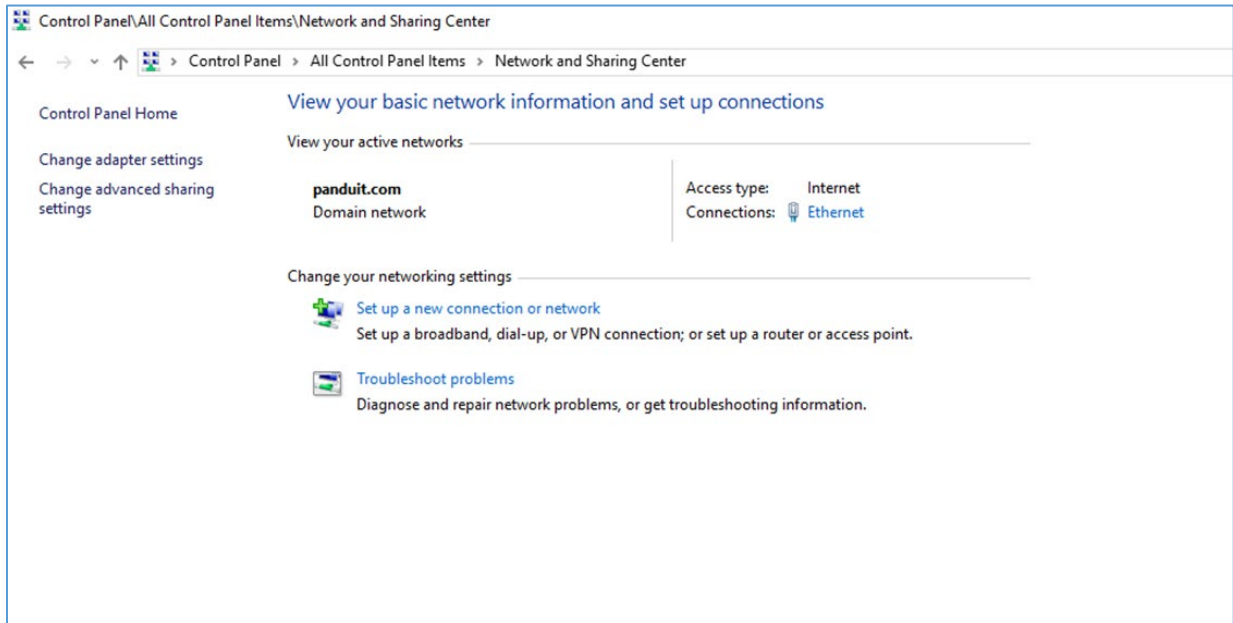 Control Panel\All Control Panel Items\Network and Sharing Center
Control Panel > All Control Panel Items > Network and Sharing Center
Control Panel Home
Change adapter settings
Change advanced sharing
settings
View your basic network information and set up connections
View your active networks
panduit.com
Domain network
Access type: Internet
Connections: Ethernet
Change your networking settings
Set up a new connection or network
Set up a broadband, dial-up, or VPN connection; or set up a router or access point.
Troubleshoot problems
Diagnose and repair network problems, or get troubleshooting information.